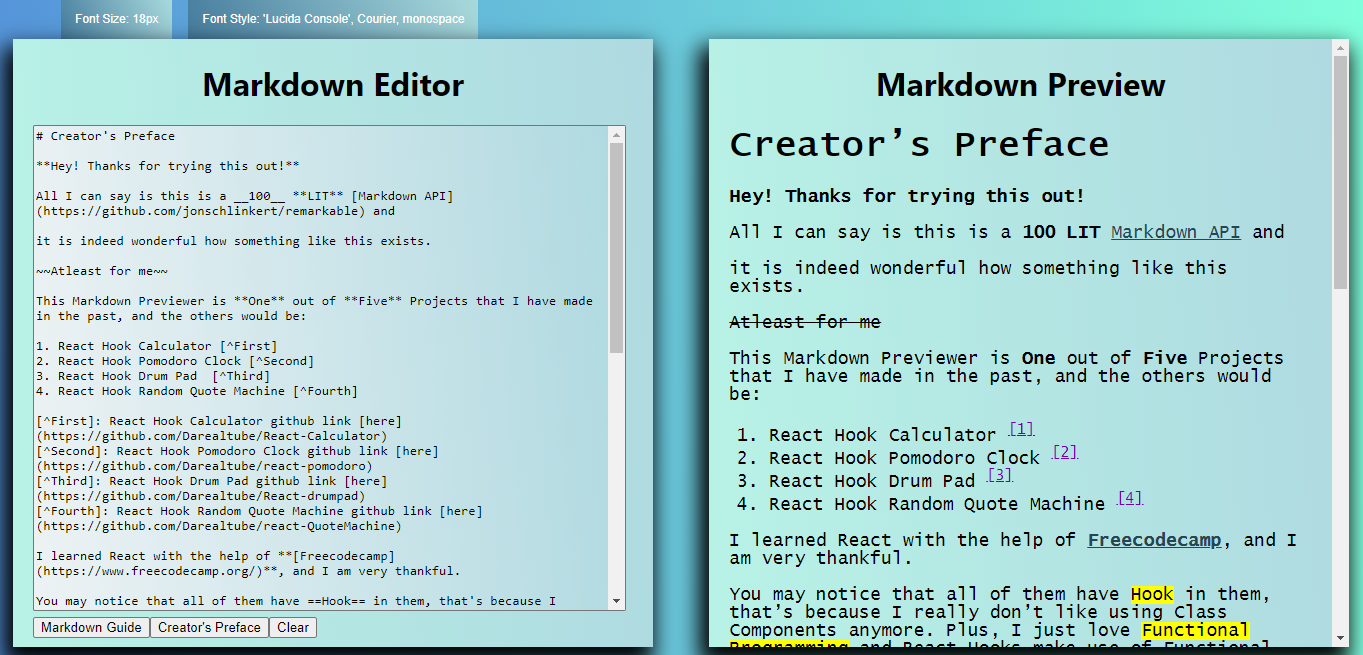 Font Size: 18px
Font Style: 'Lucida Console', Courier, monospace
Markdown Editor
# Creator's Preface
**Hey! Thanks for trying this out!**
All I can say is this is a __100__ **LIT** [Markdown API]
(https://github.com/jonschlinkert/remarkable) and
it is indeed wonderful how something like this exists.
~~Atleast for me~~
This Markdown Previewer is **One** out of **Five** Projects that I have made
in the past, and the others would be:
1. React Hook Calculator [^First]
2. React Hook Pomodoro Clock [^Second]
3. React Hook Drum Pad  [^Third]
4. React Hook Random Quote Machine [^Fourth]
[^First]: React Hook Calculator github link [here]
(https://github.com/Darealtube/React-Calculator)
[^Second]: React Hook Pomodoro Clock github link [here]
(https://github.com/Darealtube/react-pomodoro)
[^Third]: React Hook Drum Pad github link [here]
(https://github.com/Darealtube/React-drumpad)
[^Fourth]: React Hook Random Quote Machine github link [here]
(https://github.com/Darealtube/react-QuoteMachine)
I learned React with the help of **[Freecodecamp]
(https://www.freecodecamp.org/)**, and I am very thankful.
You may notice that all of them have ==Hook== in them, that's because I
Markdown Guide
Creator's Preface
Clear
Markdown Preview
Creator’s Preface
Hey! Thanks for trying this out!
All I can say is this is a 100 LIT Markdown API and
it is indeed wonderful how something like this
exists.
Atleast for me
This Markdown Previewer is One out of Five Projects
that I have made in the past, and the others would
be:
1. React Hook Calculator [1]
2. React Hook Pomodoro Clock [2]
3. React Hook Drum Pad [3]
4. React Hook Random Quote Machine [4]
I learned React with the help of Freecodecamp, and I
am very thankful.
You may notice that all of them have Hook in them,
that’s because I really don’t like using Class
Components anymore. Plus, I just love Functional
Programming and React Hooks make use of Functional